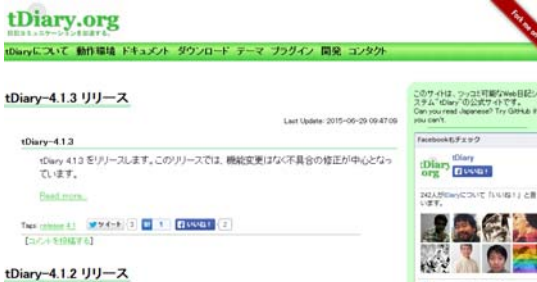 tDiary.org
日記コミュニケーションを促進する。
Fork me on
tDiaryについて 動作環境 ドキュメント ダウンロード テーマ プラグイン 開発 コンタクト
tDiary-4.1.3 リリース
Last Update: 2015-06-29 09:47:09
tDiary-4.1.3
tDiary 4.1.3 をリリースします。このリリースでは、機能変更はなく不具合の修正が中心となっ
ています。
Read more..
Tags: release 4.1 ツイート 3 B! 1 いいね! 2
【コメントを投稿する】
tDiary-4.1.2 リリース
このサイトは、ツッコミ可能なWeb日記シ
ステム"tDiary"の公式サイトです。
Can you read Japanese? Try GitHub if
you can't.
Facebookもチェック
tDiary
org
tDiary
いいね!
242人がtDiaryについて「いいね!」と言
います。